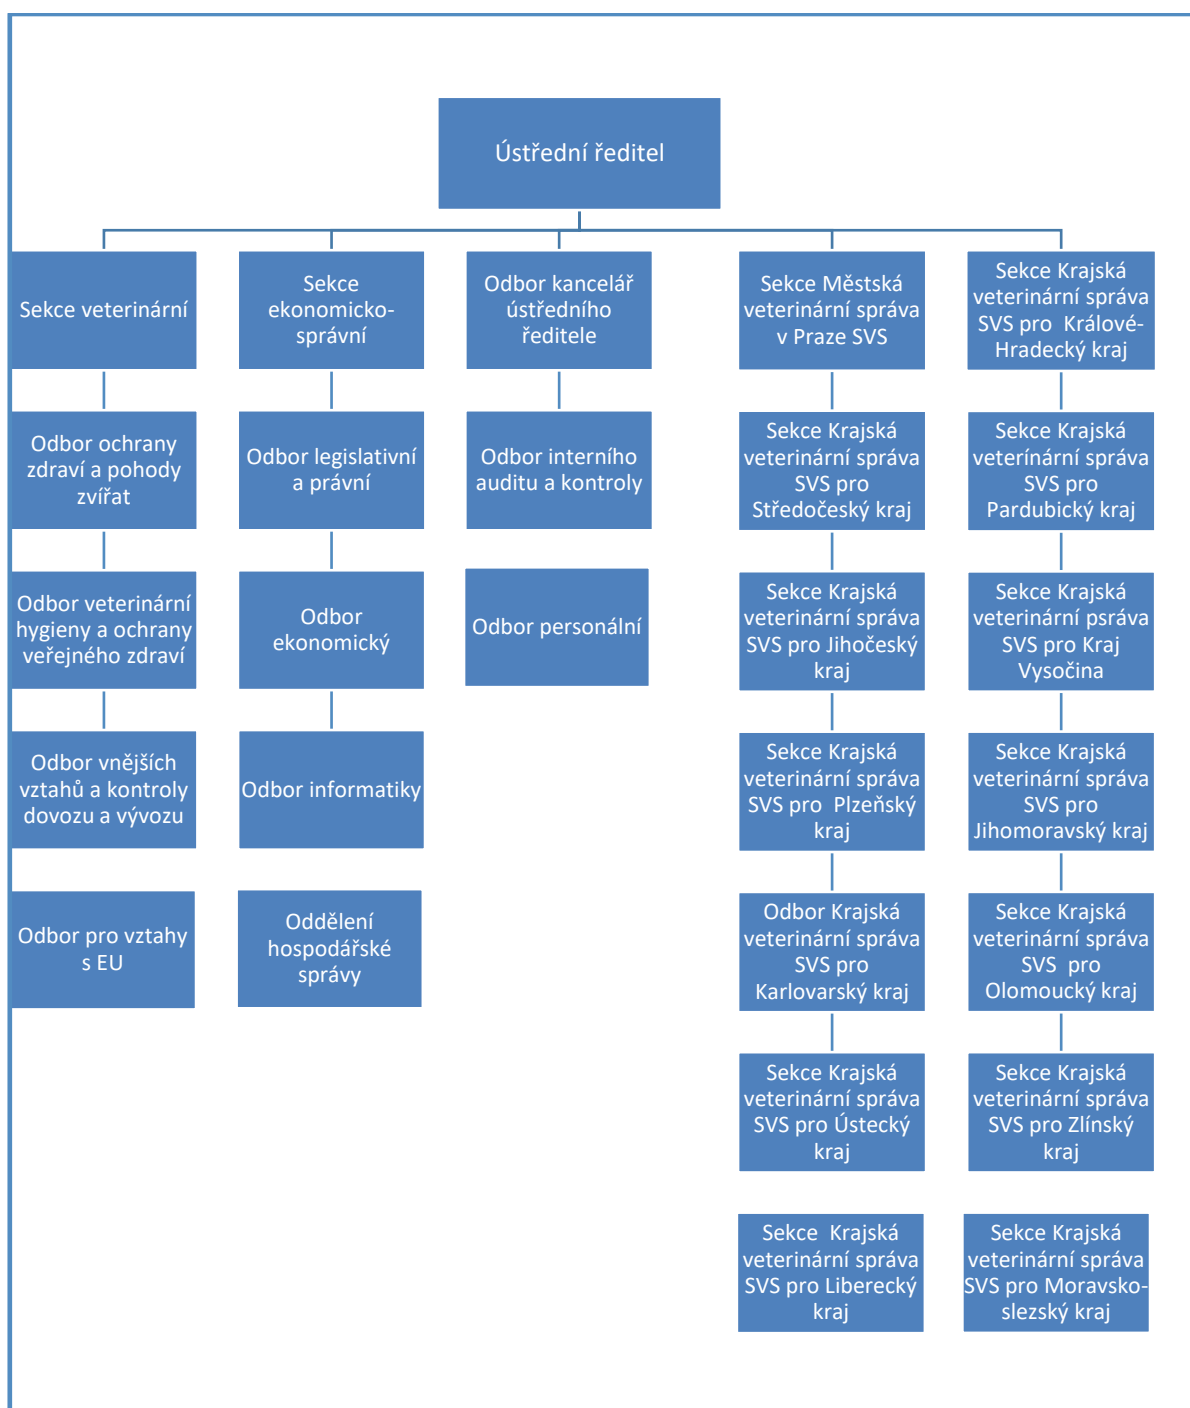 Ústřední ředitel
Sekce veterinární
Odbor ochrany
zdraví a pohody
zvířat
Odbor veterinární
hygieny a ochrany
veřejného zdraví
Odbor vnějších
vztahů a kontroly
dovozu a vývozu
Odbor pro vztahy
s EU
Sekce
ekonomicko-
správní
Odbor legislativní
a právní
Odbor
ekonomický
Odbor informatiky
Oddělení
hospodářské
správy
Odbor kancelář
ústředního
ředitele
Odbor interního
auditu a kontroly
Odbor personální
Sekce Městská
veterinární správa
v Praze SVS
Sekce Krajská
veterinární správa
SVS pro
Středočeský kraj
Sekce Krajská
veterinární správa
SVS pro Jihočeský
kraj
Sekce Krajská
veterinární správa
SVS pro  Plzeňský
kraj
Odbor Krajská
veterinární správa
SVS pro
Karlovarský kraj
Sekce Krajská
veterinární správa
SVS pro Ústecký
kraj
Sekce  Krajská
veterinární správa
SVS pro Liberecký
kraj
Sekce Krajská
veterinární správa
SVS pro  Králové-
Hradecký kraj
Sekce Krajská
veterínární správa
SVS pro
Pardubický kraj
Sekce Krajská
veterinární psráva
SVS pro Kraj
Vysočina
Sekce Krajská
veterinární správa
SVS pro
Jihomoravský kraj
Sekce Krajská
veterinární správa
SVS  pro
Olomoucký kraj
Sekce Krajská
veterinární správa
SVS pro Zlínský
kraj
Sekce Krajská
veterinární správa
SVS pro Moravsko-
slezský kraj